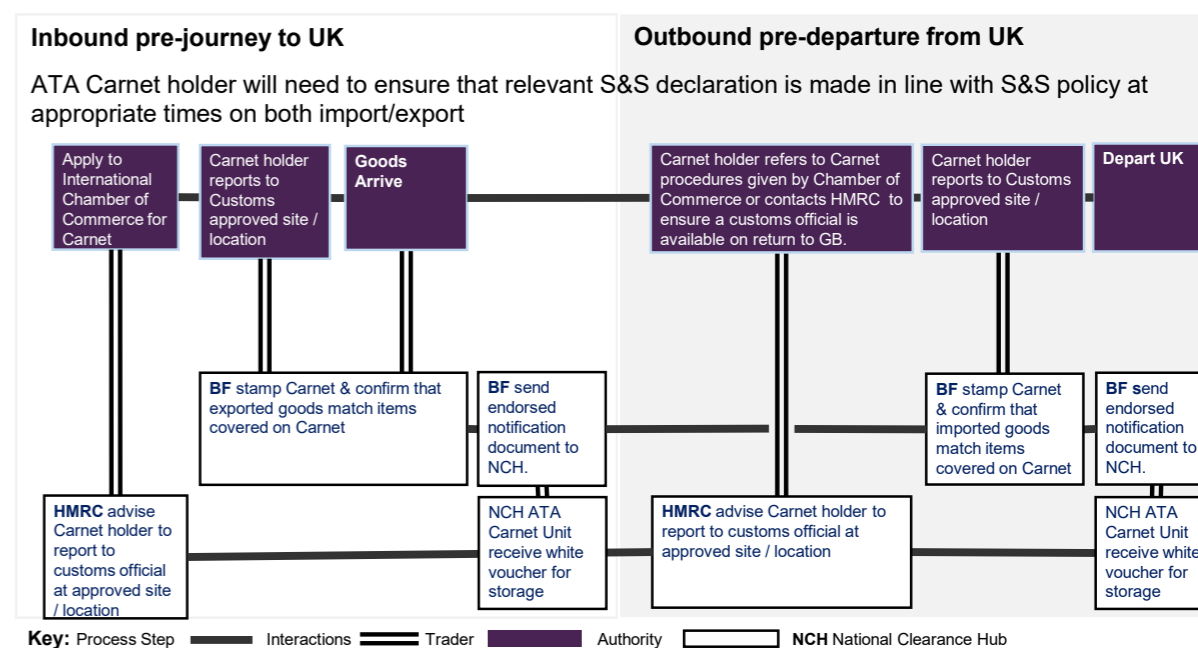 Inbound pre-journey to UK
Outbound pre-departure from UK
ATA Carnet holder will need to ensure that relevant S&S declaration is made in line with S&S policy at
appropriate times on both import/export
Apply to
International
Chamber of
Commerce for
Carnet
Carnet holder
reports to
Customs
approved site /
location
Goods
Arrive
Carnet holder refers to Carnet
procedures given by Chamber of
Commerce or contacts HMRC to
ensure a customs official is
available on return to GB.
Carnet holder
reports to Customs
approved site /
location
Depart UK
BF stamp Carnet & confirm that
exported goods match items
covered on Carnet
BF send
endorsed
notification
document to
NCH.
BF stamp Carnet
& confirm that
imported goods
match items
covered on Carnet
BF send
endorsed
notification
document to
NCH.
HMRC advise
Carnet holder to
report to
customs official
at approved site
/ location
NCH ATA
Carnet Unit
receive white
voucher for
storage
HMRC advise Carnet holder to
report to customs official at
approved site / location
NCH ATA
Carnet Unit
receive white
voucher for
storage
Key: Process Step Interactions Trader Authority NCH National Clearance Hub